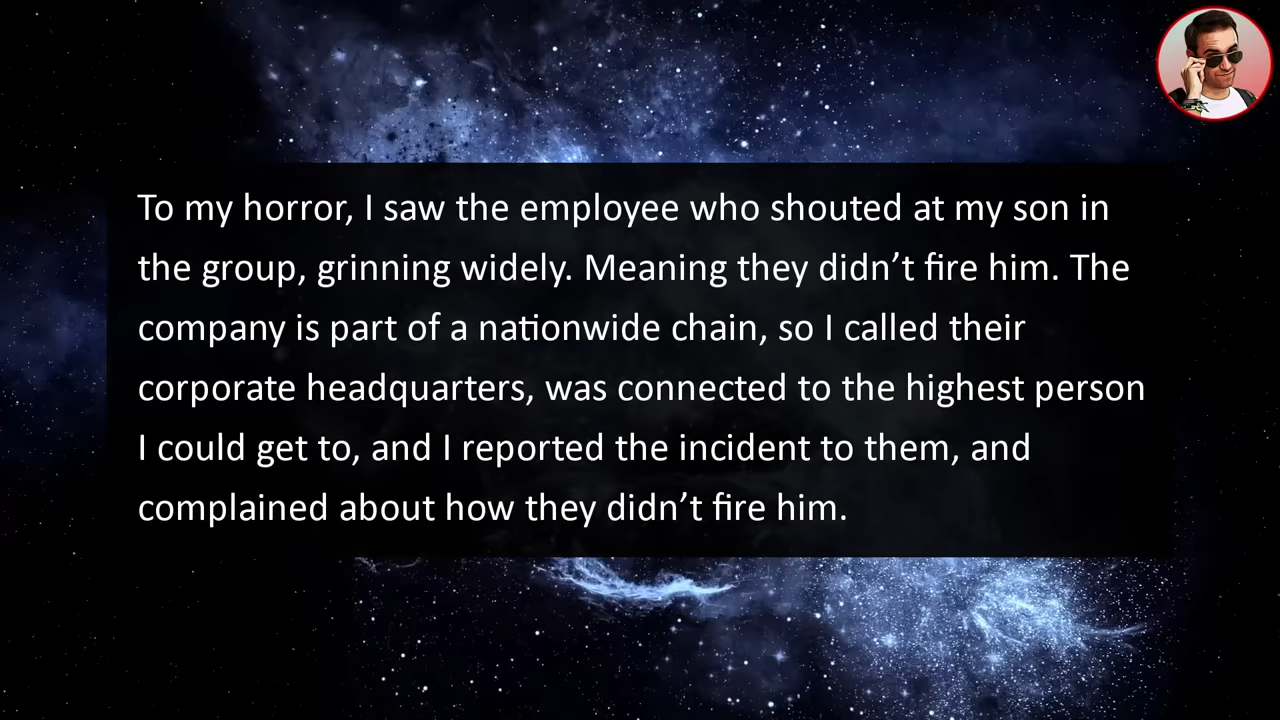 To my horror, I saw the employee who shouted at my son in
the group, grinning widely. Meaning they didn’t fire him. The
company is part of a nationwide chain, so I called their
corporate headquarters, was connected to the highest person
I could get to, and I reported the incident to them, and
complained about how they didn’t fire him.